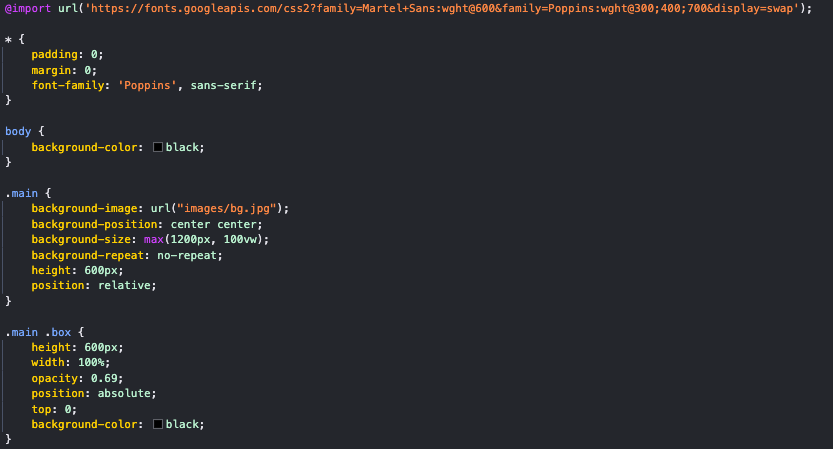 @import url('https://fonts.googleapis.com/css2?family=Martel+Sans:wght@600&family=Poppins:wght@300;400;700&display=swap');

* {
    padding: 0;
    margin: 0;
    font-family: 'Poppins', sans-serif;
}

body {
    background-color: black;
}

.main {
    background-image: url("images/bg.jpg");
    background-position: center center;
    background-size: max(1200px, 100vw);
    background-repeat: no-repeat;
    height: 600px;
    position: relative;
}

.main .box {
    height: 600px;
    width: 100%;
    opacity: 0.69;
    position: absolute;
    top: 0;
    background-color: black;
}